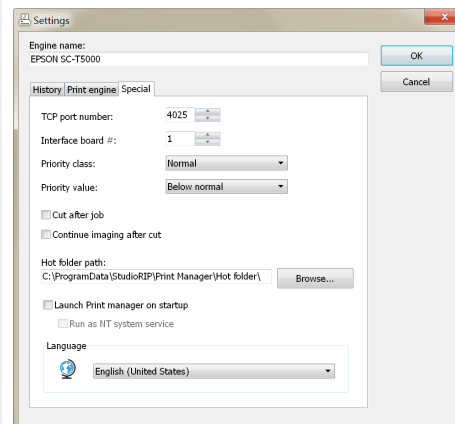 Settings
Engine name:
EPSON SC-T5000
OK
Cancel
History Print engine Special
TCP port number: 4025
Interface board #: 1
Priority class: Normal
Priority value: Below normal
Cut after job
Continue imaging after cut
Hot folder path:
C:\ProgramData\StudioRIP\Print Manager\Hot folder\ Browse...
Launch Print manager on startup
Run as NT system service
Language
English (United States)